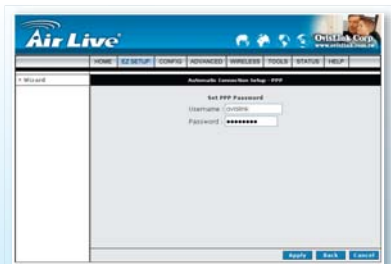 Air Live
OvisLink Corp.
www.ovislink.com.tw
HOME EZ SETUP CONFIG ADVANCED WIRELESS TOOLS STATUS HELP
Wizard
Automatic Connection Setup - PPP
Set PPP Password
Username : ovislink
Password : ●●●●●●●●
Apply Back Cancel